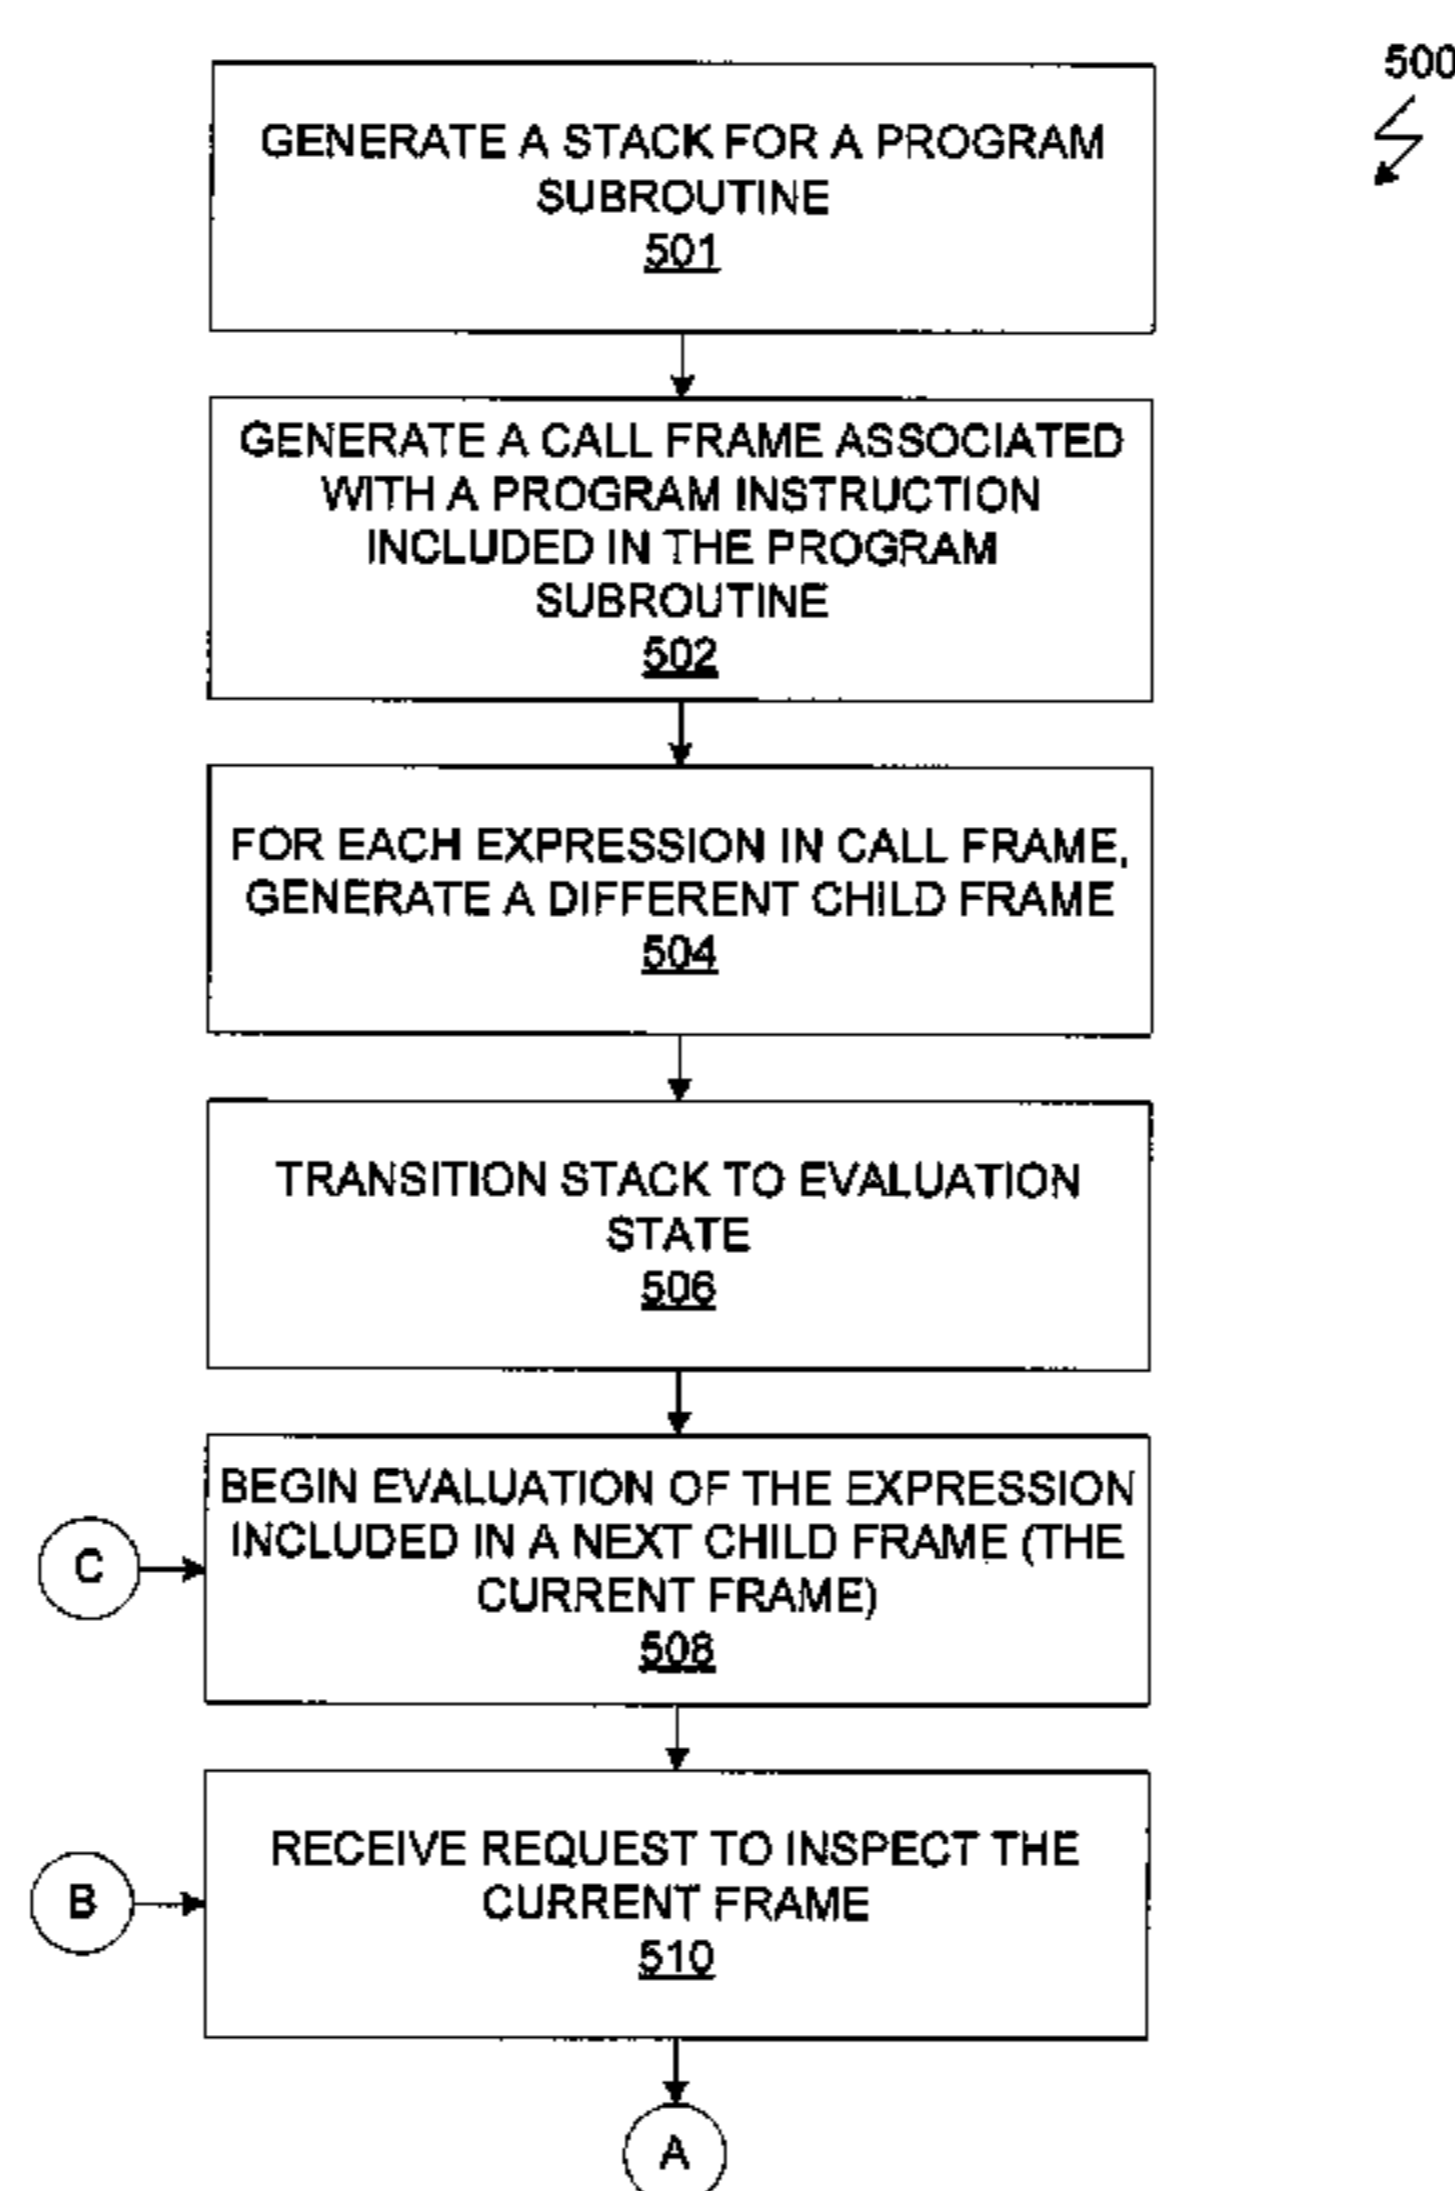 500
GENERATE A STACK FOR A PROGRAM
SUBROUTINE
501
GENERATE A CALL FRAME ASSOCIATED
WITH A PROGRAM INSTRUCTION
INCLUDED IN THE PROGRAM
SUBROUTINE
502
FOR EACH EXPRESSION IN CALL FRAME,
GENERATE A DIFFERENT CHILD FRAME
504
TRANSITION STACK TO EVALUATION
STATE
506
BEGIN EVALUATION OF THE EXPRESSION
INCLUDED IN A NEXT CHILD FRAME (THE
CURRENT FRAME)
508
C
RECEIVE REQUEST TO INSPECT THE
CURRENT FRAME
510
B
A